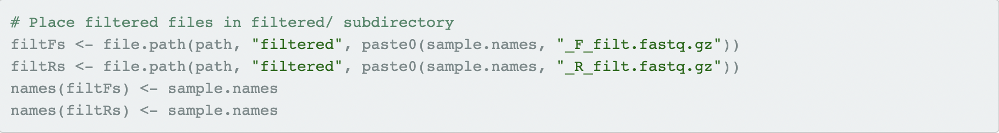 # Place filtered files in filtered/ subdirectory
filtFs <- file.path(path, "filtered", paste0(sample.names, "_F_filt.fastq.gz"))
filtRs <- file.path(path, "filtered", paste0(sample.names, "_R_filt.fastq.gz"))
names(filtFs) <- sample.names
names(filtRs) <- sample.names